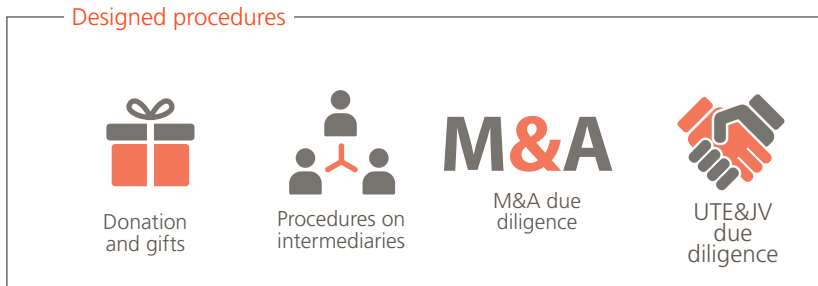 Designed procedures
M&A
Donation
and gifts
Procedures on
intermediaries
M&A due
diligence
UTE&JV
due
diligence